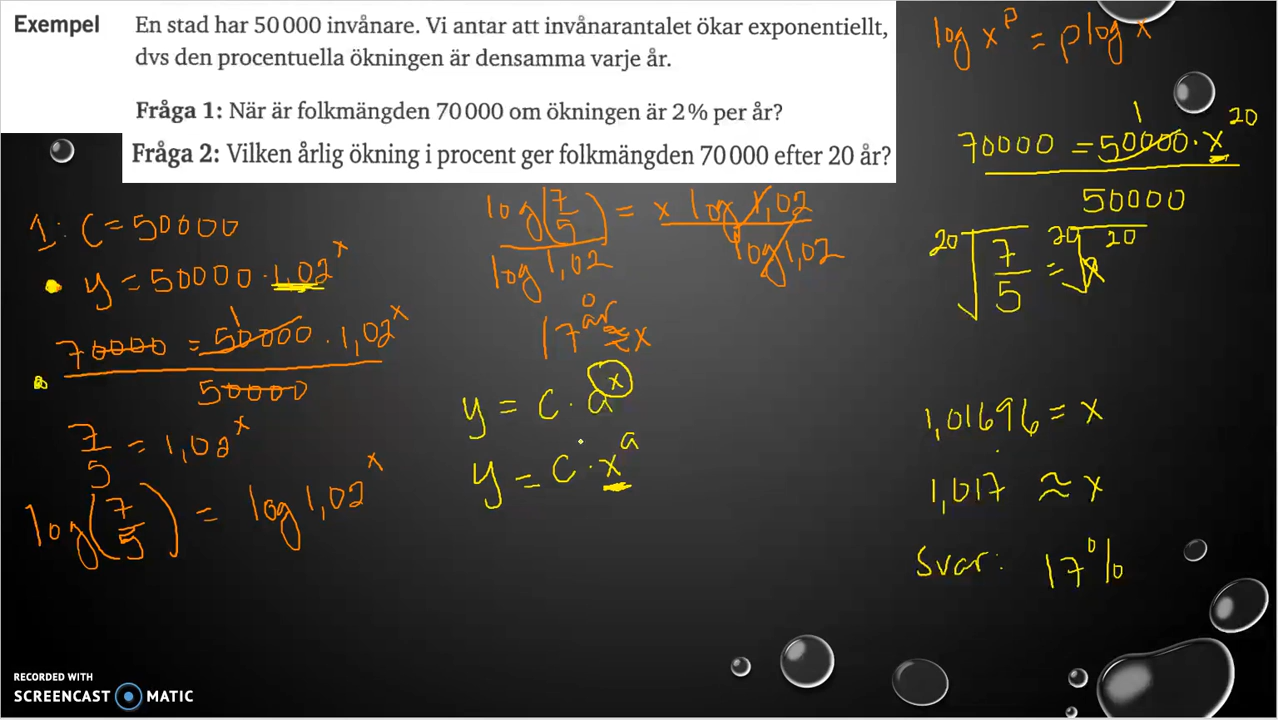 Exempel En stad har 50 000 invånare. Vi antar att invånarantalet ökar exponentiellt,
dvs den procentuella ökningen är densamma varje år.
Fråga 1: När är folkmängden 70 000 om ökningen är 2 % per år?
Fråga 2: Vilken årlig ökning i procent ger folkmängden 70 000 efter 20 år?
1: C = 50000
y = 50000 · 1,02^x
70000 = 50000 · 1,02^x
1
50000
7/5 = 1,02^x
log(7/5) = log 1,02^x
log(7/5) = x log 1,02
log 1,02 log 1,02
17 år ≈ x
y = C · a^x
y = C · x^a
log x^p = p log x
1
70000 = 50000 · x^20
50000
20√(7/5) = 20√(x^20)
1,01696 = x
1,017 ≈ x
Svar: 17 %
RECORDED WITH
SCREENCAST MATIC